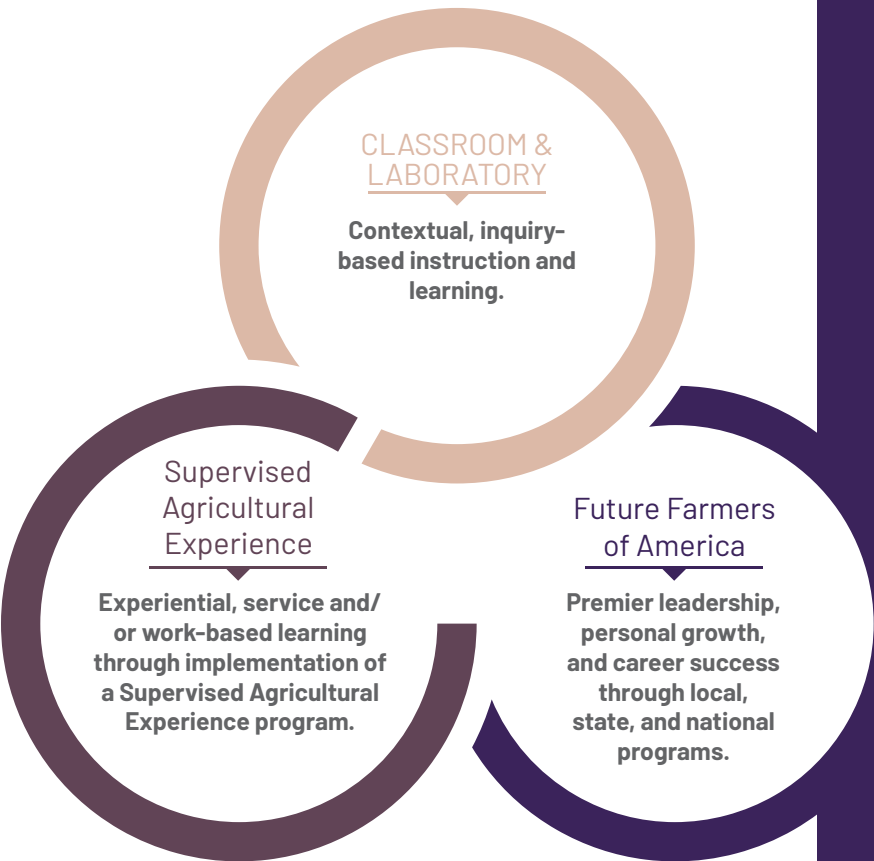 CLASSROOM &
LABORATORY
Contextual, inquiry-
based instruction and
learning.
Supervised
Agricultural
Experience
Experiential, service and/
or work-based learning
through implementation of
a Supervised Agricultural
Experience program.
Future Farmers
of America
Premier leadership,
personal growth,
and career success
through local,
state, and national
programs.